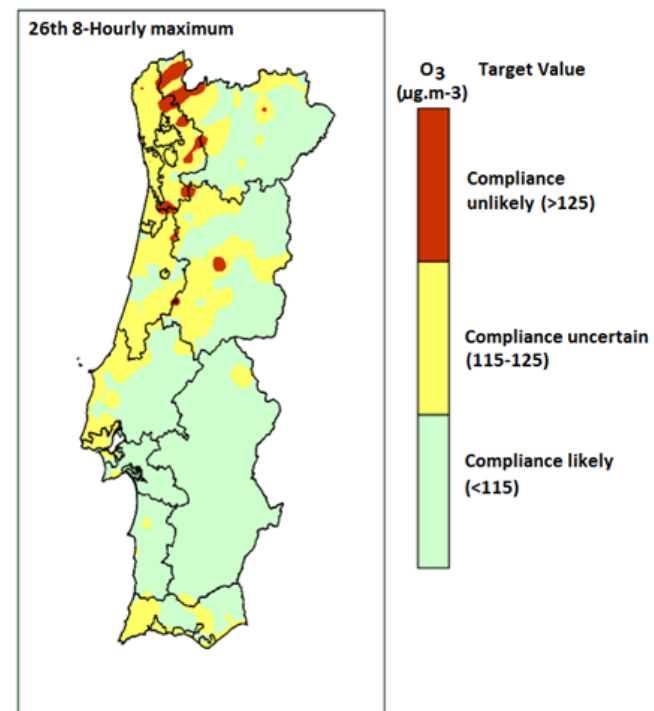 26th 8-Hourly maximum
O3 Target Value
(µg.m-3)
Compliance
unlikely (>125)
Compliance uncertain
(115-125)
Compliance likely
(<115)